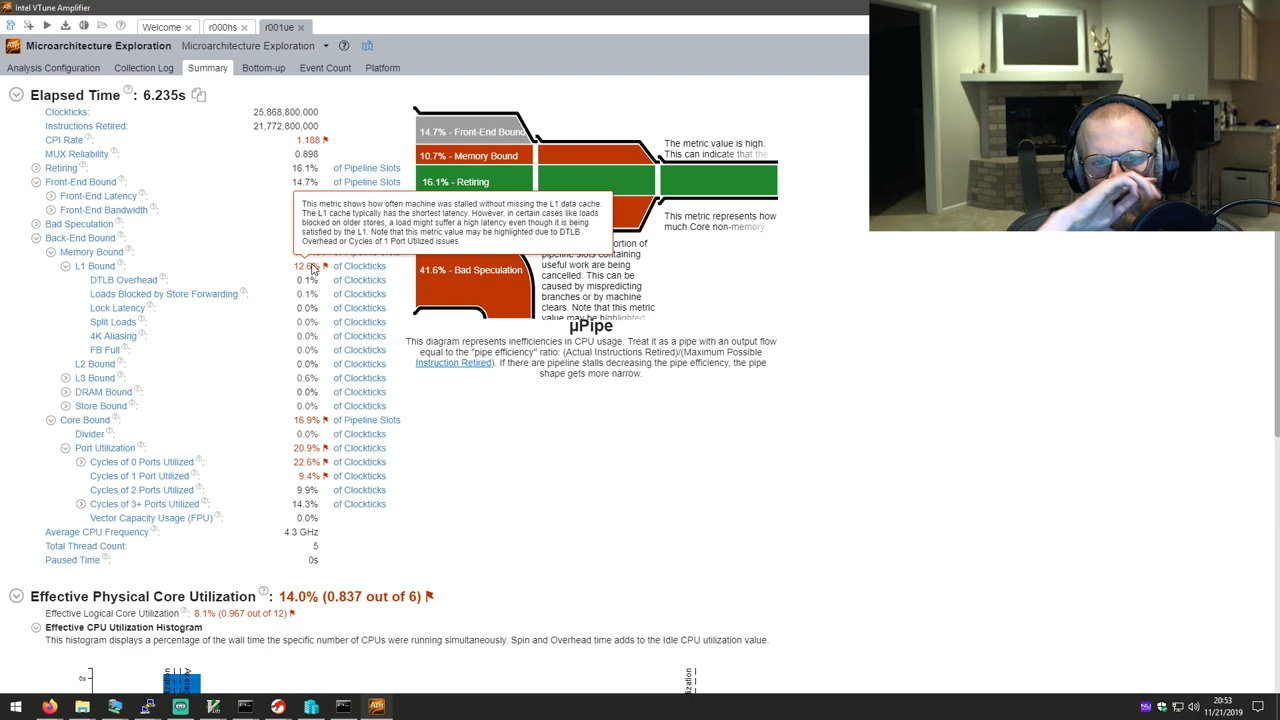 Intel VTune Amplifier
Welcome
r000hs
r001ue
Microarchitecture Exploration
Microarchitecture Exploration
Analysis Configuration
Collection Log
Summary
Bottom-up
Event Count
Platform
Elapsed Time ?: 6.235s
Clockticks: 25,868,800,000
Instructions Retired: 21,772,800,000
CPI Rate ?: 1.188
MUX Reliability ?: 0.898
Retiring ?: 16.1% of Pipeline Slots
Front-End Bound ?: 14.7% of Pipeline Slots
Front-End Latency ?:
Front-End Bandwidth ?:
Bad Speculation ?:
Back-End Bound ?:
Memory Bound ?:
L1 Bound ?: 12.6% of Clockticks
DTLB Overhead ?: 0.1% of Clockticks
Loads Blocked by Store Forwarding ?: 0.1% of Clockticks
Lock Latency ?: 0.0% of Clockticks
Split Loads ?: 0.0% of Clockticks
4K Aliasing ?: 0.0% of Clockticks
FB Full ?: 0.0% of Clockticks
L2 Bound ?: 0.0% of Clockticks
L3 Bound ?: 0.6% of Clockticks
DRAM Bound ?: 0.0% of Clockticks
Store Bound ?: 0.0% of Clockticks
Core Bound ?: 16.9% of Pipeline Slots
Divider ?: 0.0% of Clockticks
Port Utilization ?: 20.9% of Clockticks
Cycles of 0 Ports Utilized ?: 22.6% of Clockticks
Cycles of 1 Port Utilized ?: 9.4% of Clockticks
Cycles of 2 Ports Utilized ?: 9.9% of Clockticks
Cycles of 3+ Ports Utilized ?: 14.3% of Clockticks
Vector Capacity Usage (FPU) ?: 0.0%
Average CPU Frequency ?: 4.3 GHz
Total Thread Count: 5
Paused Time ?: 0s
This metric shows how often machine was stalled without missing the L1 data cache.
The L1 cache typically has the shortest latency. However, in certain cases like loads
blocked on older stores, a load might suffer a high latency even though it is being
satisfied by the L1. Note that this metric value may be highlighted due to DTLB
Overhead or Cycles of 1 Port Utilized issues.
14.7% - Front-End Bound
10.7% - Memory Bound
16.1% - Retiring
41.6% - Bad Speculation
The metric value is high.
This can indicate that the
This metric represents how
much Core non-memory
ortion of
pipeline slots containing
useful work are being
cancelled. This can be
caused by mispredicting
branches or by machine
clears. Note that this metric
value may be highlighted
µPipe
This diagram represents inefficiencies in CPU usage. Treat it as a pipe with an output flow
equal to the "pipe efficiency" ratio: (Actual Instructions Retired)/(Maximum Possible
Instruction Retired). If there are pipeline stalls decreasing the pipe efficiency, the pipe
shape gets more narrow.
Effective Physical Core Utilization ?: 14.0% (0.837 out of 6)
Effective Logical Core Utilization ?: 8.1% (0.967 out of 12)
Effective CPU Utilization Histogram
This histogram displays a percentage of the wall time the specific number of CPUs were running simultaneously. Spin and Overhead time adds to the Idle CPU utilization value.
6s
20:53
11/21/2019